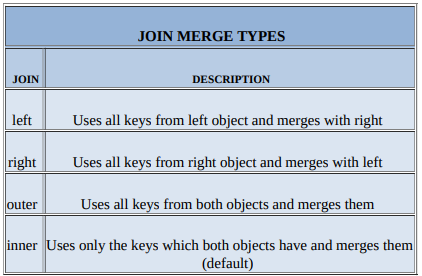 JOIN MERGE TYPES
JOIN DESCRIPTION
left Uses all keys from left object and merges with right
right Uses all keys from right object and merges with left
outer Uses all keys from both objects and merges them
inner Uses only the keys which both objects have and merges them
(default)